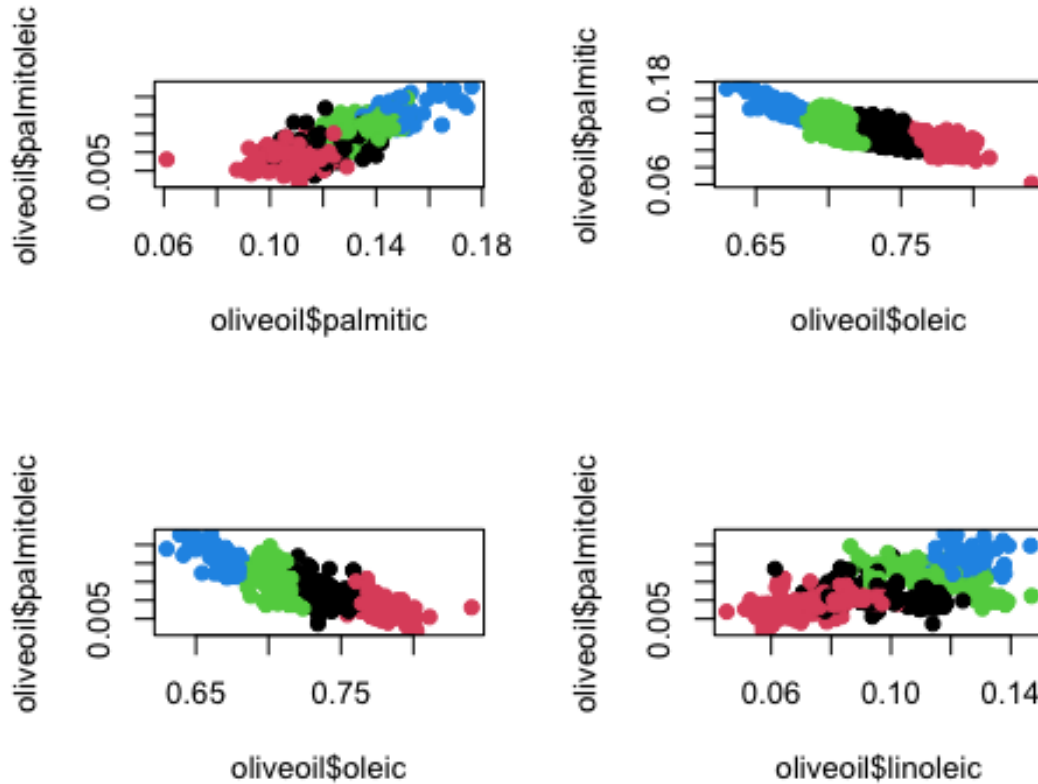 oliveoil$palmitoleic
0.005
0.06 0.10 0.14 0.18
oliveoil$palmitic
oliveoil$palmitic
0.06 0.18
0.65 0.75
oliveoil$oleic
oliveoil$palmitoleic
0.005
0.65 0.75
oliveoil$oleic
oliveoil$palmitoleic
0.005
0.06 0.10 0.14
oliveoil$linoleic